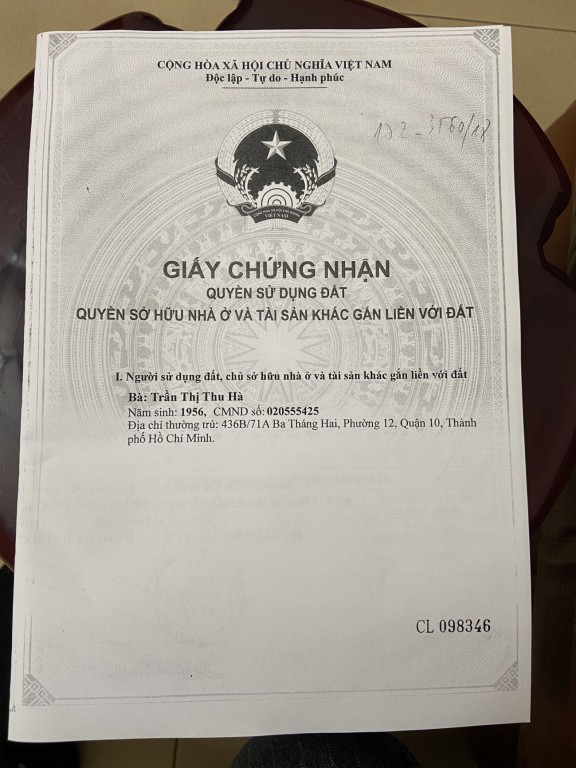 CỘNG HÒA XÃ HỘI CHỦ NGHĨA VIỆT NAM
Độc lập - Tự do - Hạnh phúc
VIỆT NAM
GIẤY CHỨNG NHẬN
QUYỀN SỬ DỤNG ĐẤT
QUYỀN SỞ HỮU NHÀ Ở VÀ TÀI SẢN KHÁC GẮN LIỀN VỚI ĐẤT
I. Người sử dụng đất, chủ sở hữu nhà ở và tài sản khác gắn liền với đất
Bà: Trần Thị Thu Hà
Năm sinh: 1956, CMND số: 020555425
Địa chỉ thường trú: 436B/71A Ba Tháng Hai, Phường 12, Quận 10, Thành
phố Hồ Chí Minh.
CL 098346